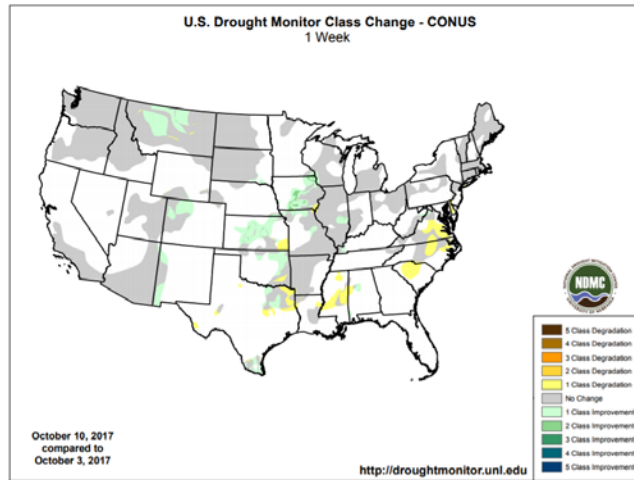 U.S. Drought Monitor Class Change - CONUS
1 Week
NDMC
5 Class Degradation
4 Class Degradation
3 Class Degradation
2 Class Degradation
1 Class Degradation
No Change
1 Class Improvement
2 Class Improvement
3 Class Improvement
4 Class Improvement
5 Class Improvement
October 10, 2017
compared to
October 3, 2017
http://droughtmonitor.unl.edu